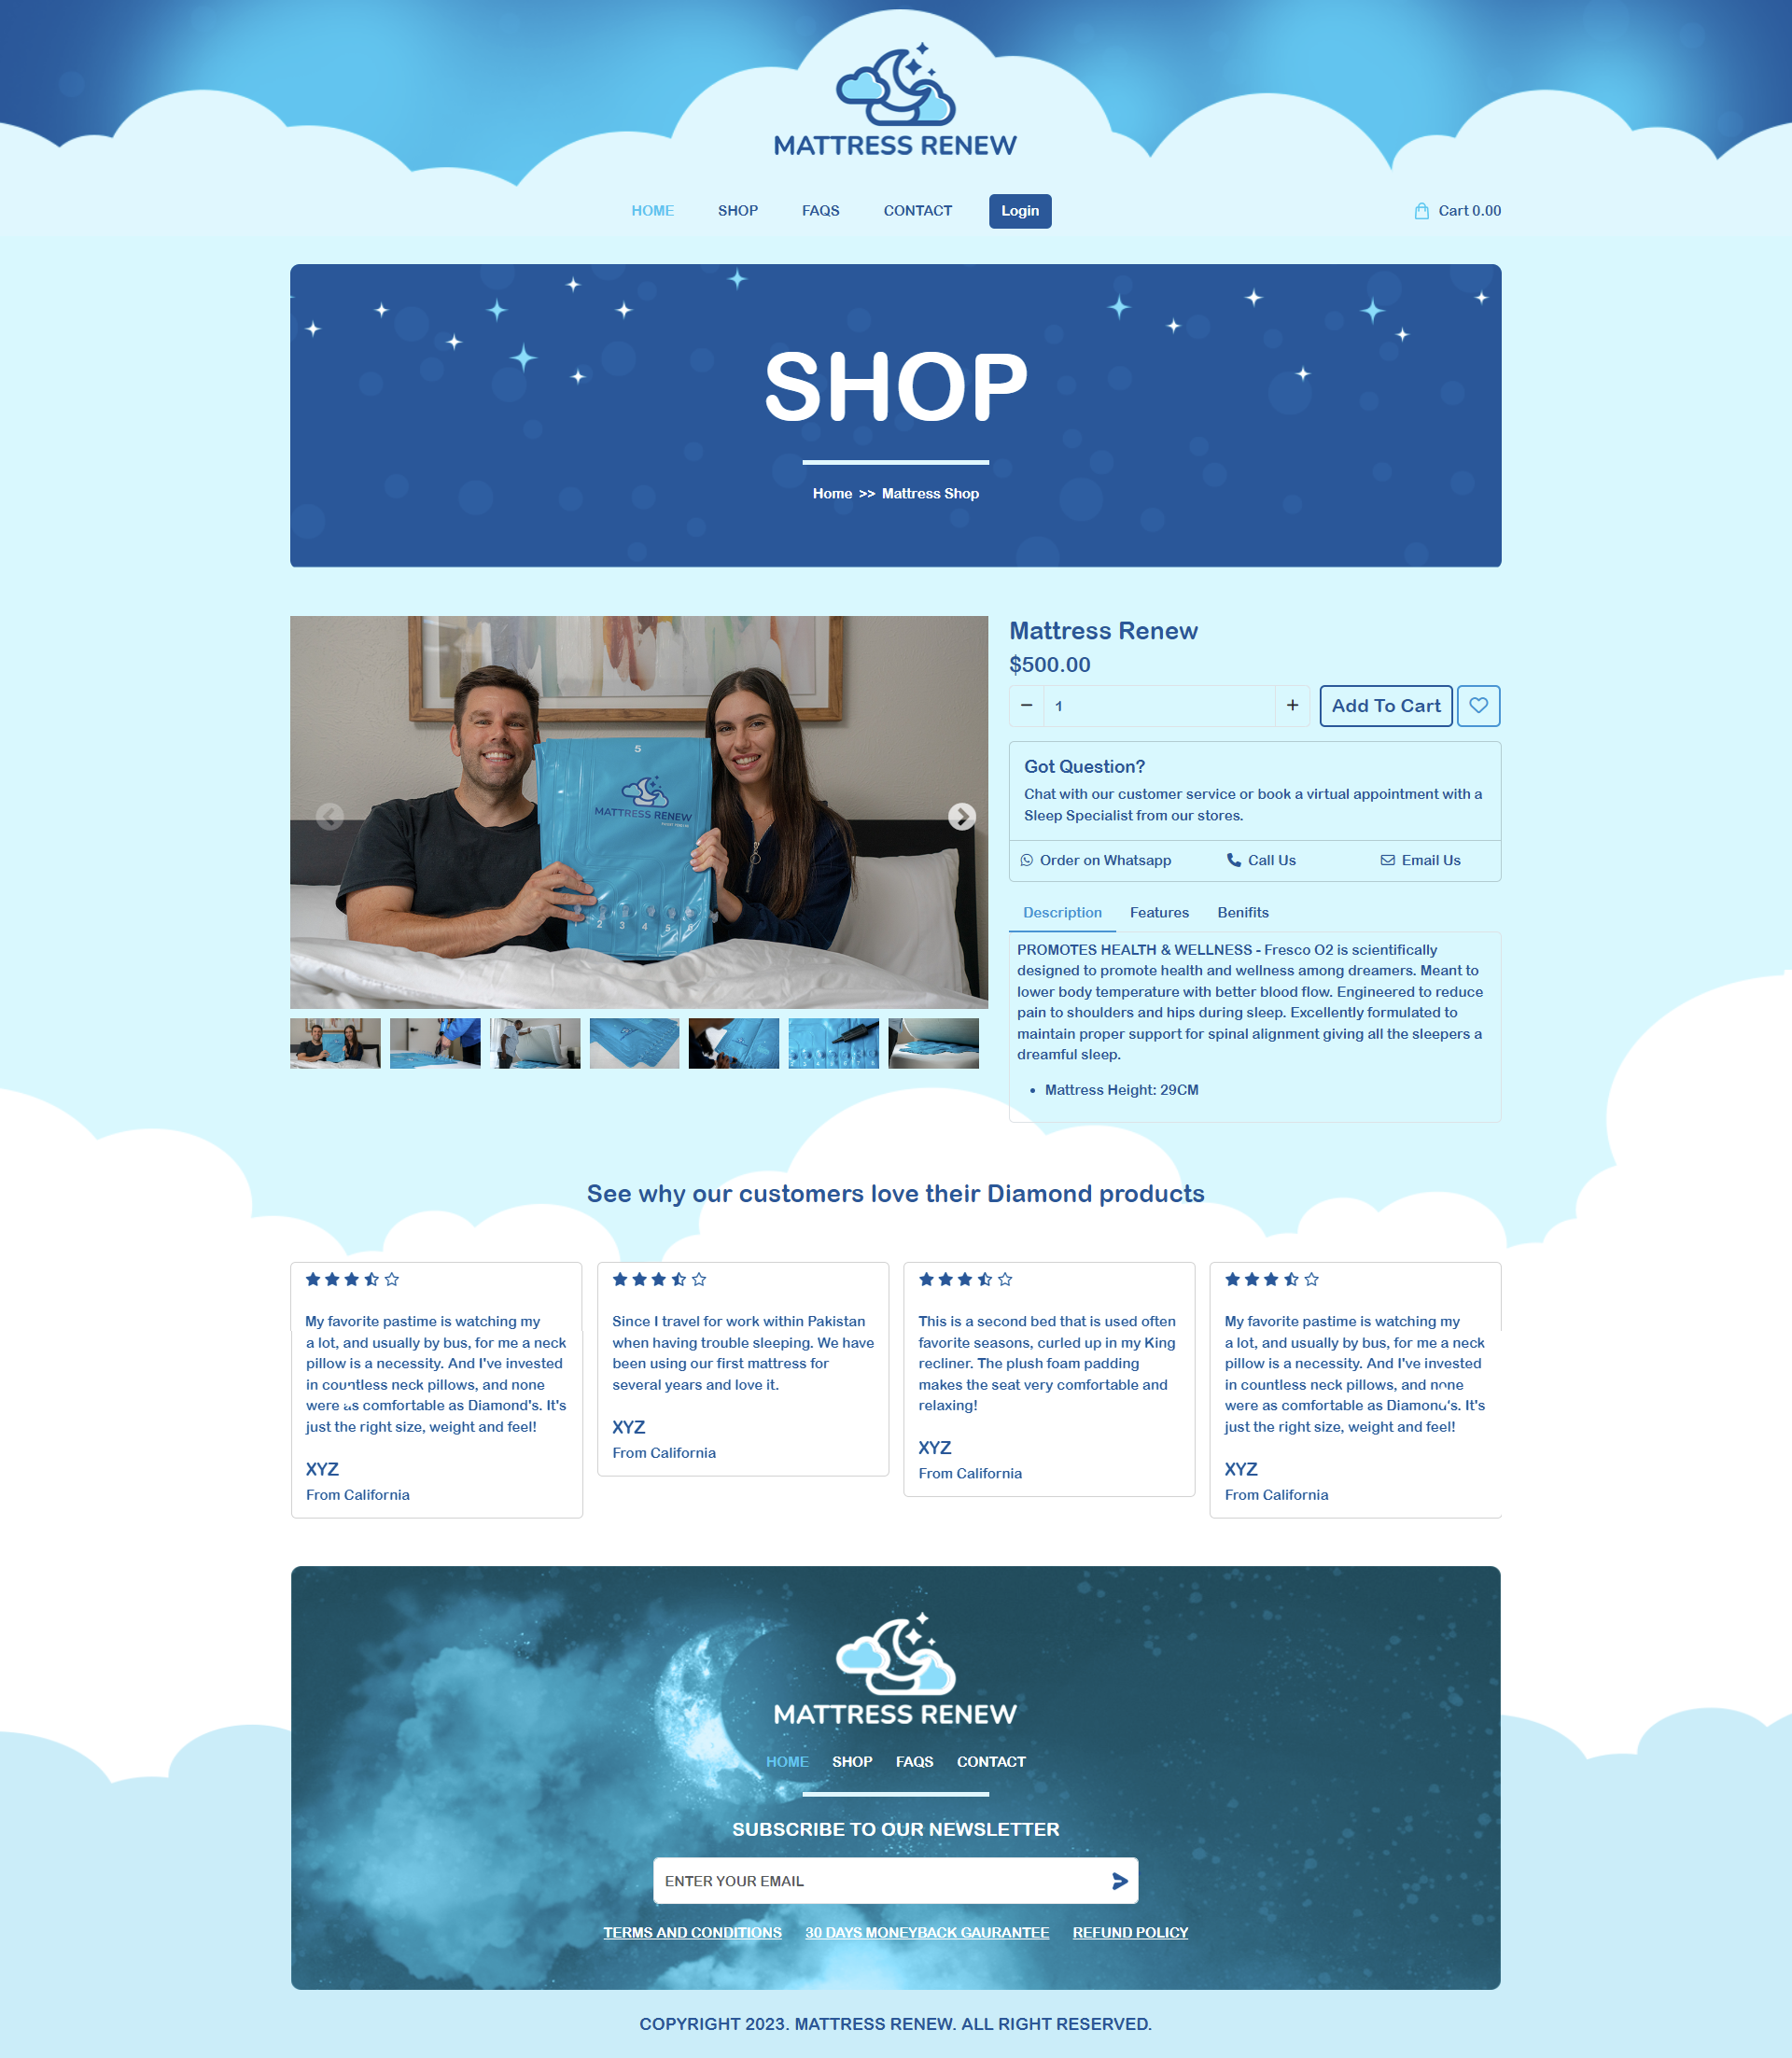 MATTRESS RENEW
HOME SHOP FAQS CONTACT Login Cart 0.00
SHOP
Home >> Mattress Shop
5
MATTRESS RENEW
Mattress Renew
$500.00
− 1 + Add To Cart
Got Question?
Chat with our customer service or book a virtual appointment with a
Sleep Specialist from our stores.
Order on Whatsapp Call Us Email Us
Description Features Benifits
PROMOTES HEALTH & WELLNESS - Fresco O2 is scientifically
designed to promote health and wellness among dreamers. Meant to
lower body temperature with better blood flow. Engineered to reduce
pain to shoulders and hips during sleep. Excellently formulated to
maintain proper support for spinal alignment giving all the sleepers a
dreamful sleep.
• Mattress Height: 29CM
See why our customers love their Diamond products
My favorite pastime is watching my
a lot, and usually by bus, for me a neck
pillow is a necessity. And I've invested
in countless neck pillows, and none
were as comfortable as Diamond's. It's
just the right size, weight and feel!
XYZ
From California
Since I travel for work within Pakistan
when having trouble sleeping. We have
been using our first mattress for
several years and love it.
XYZ
From California
This is a second bed that is used often
favorite seasons, curled up in my King
recliner. The plush foam padding
makes the seat very comfortable and
relaxing!
XYZ
From California
My favorite pastime is watching my
a lot, and usually by bus, for me a neck
pillow is a necessity. And I've invested
in countless neck pillows, and none
were as comfortable as Diamond's. It's
just the right size, weight and feel!
XYZ
From California
MATTRESS RENEW
HOME SHOP FAQS CONTACT
SUBSCRIBE TO OUR NEWSLETTER
ENTER YOUR EMAIL
TERMS AND CONDITIONS 30 DAYS MONEYBACK GAURANTEE REFUND POLICY
COPYRIGHT 2023. MATTRESS RENEW. ALL RIGHT RESERVED.